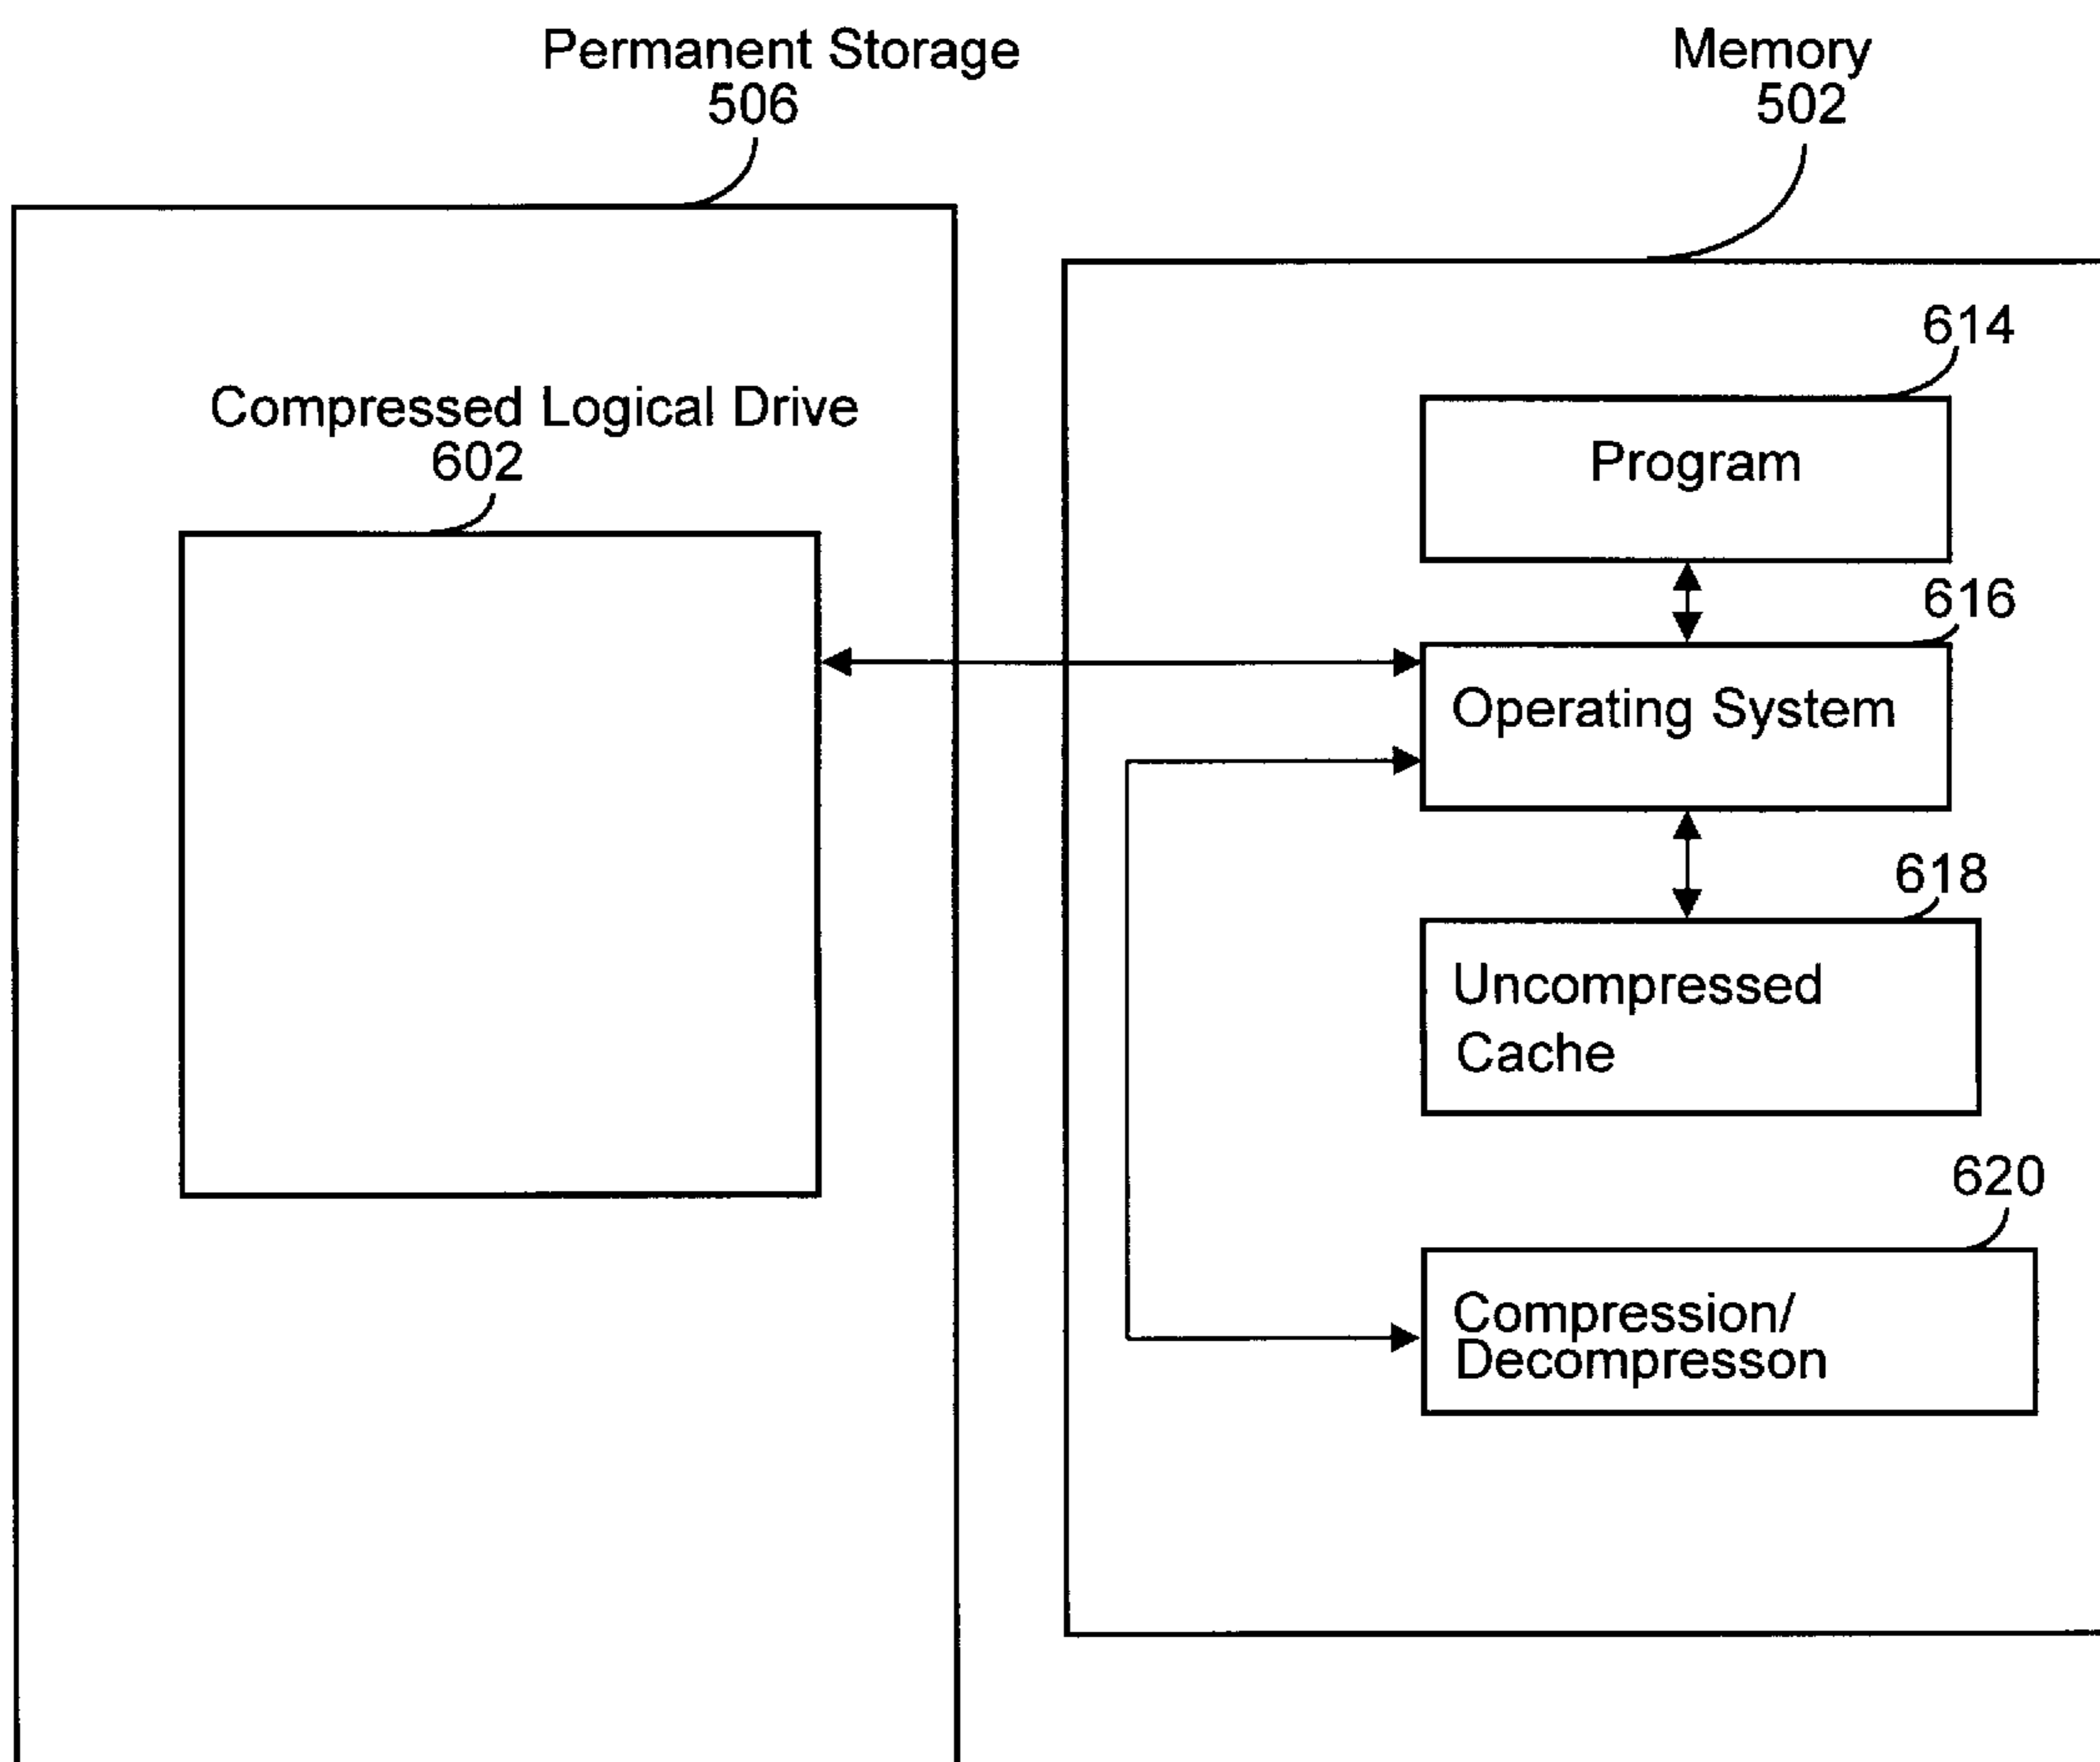 Permanent Storage
506
Memory
502
Compressed Logical Drive
602
614
Program
616
Operating System
618
Uncompressed
Cache
620
Compression/
Decompresson